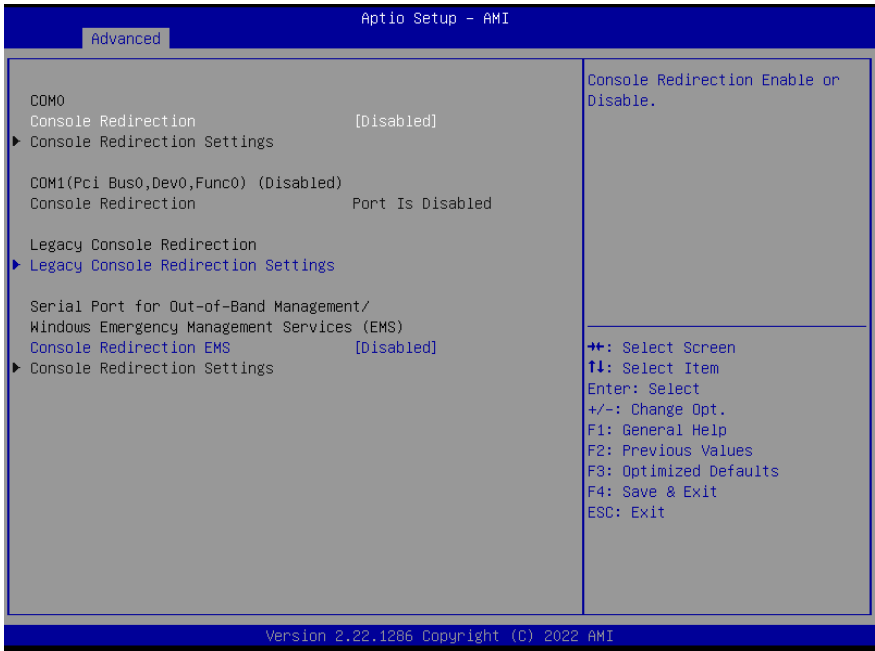 Aptio Setup – AMI
Advanced
COM0
Console Redirection [Disabled]
Console Redirection Settings
COM1(Pci Bus0,Dev0,Func0) (Disabled)
Console Redirection Port Is Disabled
Legacy Console Redirection
Legacy Console Redirection Settings
Serial Port for Out-of-Band Management/
Windows Emergency Management Services (EMS)
Console Redirection EMS [Disabled]
Console Redirection Settings
Console Redirection Enable or
Disable.
→←: Select Screen
↑↓: Select Item
Enter: Select
+/-: Change Opt.
F1: General Help
F2: Previous Values
F3: Optimized Defaults
F4: Save & Exit
ESC: Exit
Version 2.22.1286 Copyright (C) 2022 AMI